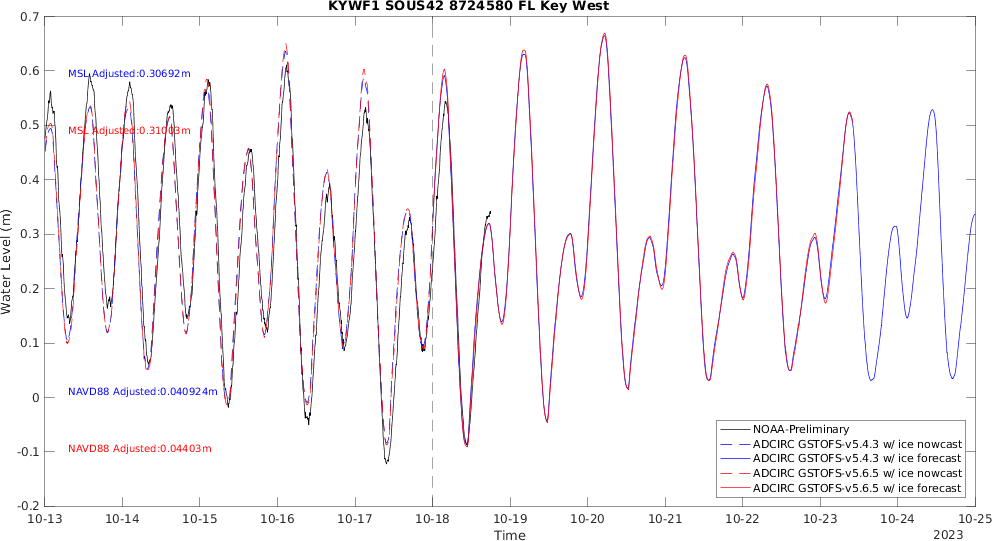 KYWF1 SOUS42 8724580 FL Key West
0.7
0.6
0.5
0.4
0.3
0.2
0.1
0
-0.1
-0.2
Water Level (m)
MSL Adjusted:0.30692m
MSL Adjusted:0.31003m
NAVD88 Adjusted:0.040924m
NAVD88 Adjusted:0.04403m
NOAA-Preliminary
ADCIRC GSTOFS-v5.4.3 w/ ice nowcast
ADCIRC GSTOFS-v5.4.3 w/ ice forecast
ADCIRC GSTOFS-v5.6.5 w/ ice nowcast
ADCIRC GSTOFS-v5.6.5 w/ ice forecast
10-13 10-14 10-15 10-16 10-17 10-18 10-19 10-20 10-21 10-22 10-23 10-24 10-25
Time
2023